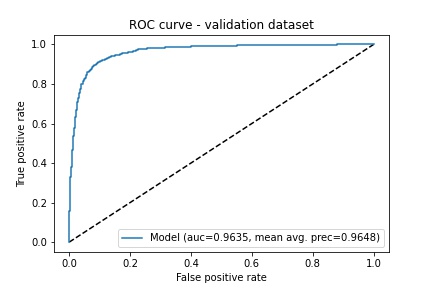 ROC curve - validation dataset
1.0
0.8
0.6
0.4
0.2
0.0
True positive rate
Model (auc=0.9635, mean avg. prec=0.9648)
0.0 0.2 0.4 0.6 0.8 1.0
False positive rate